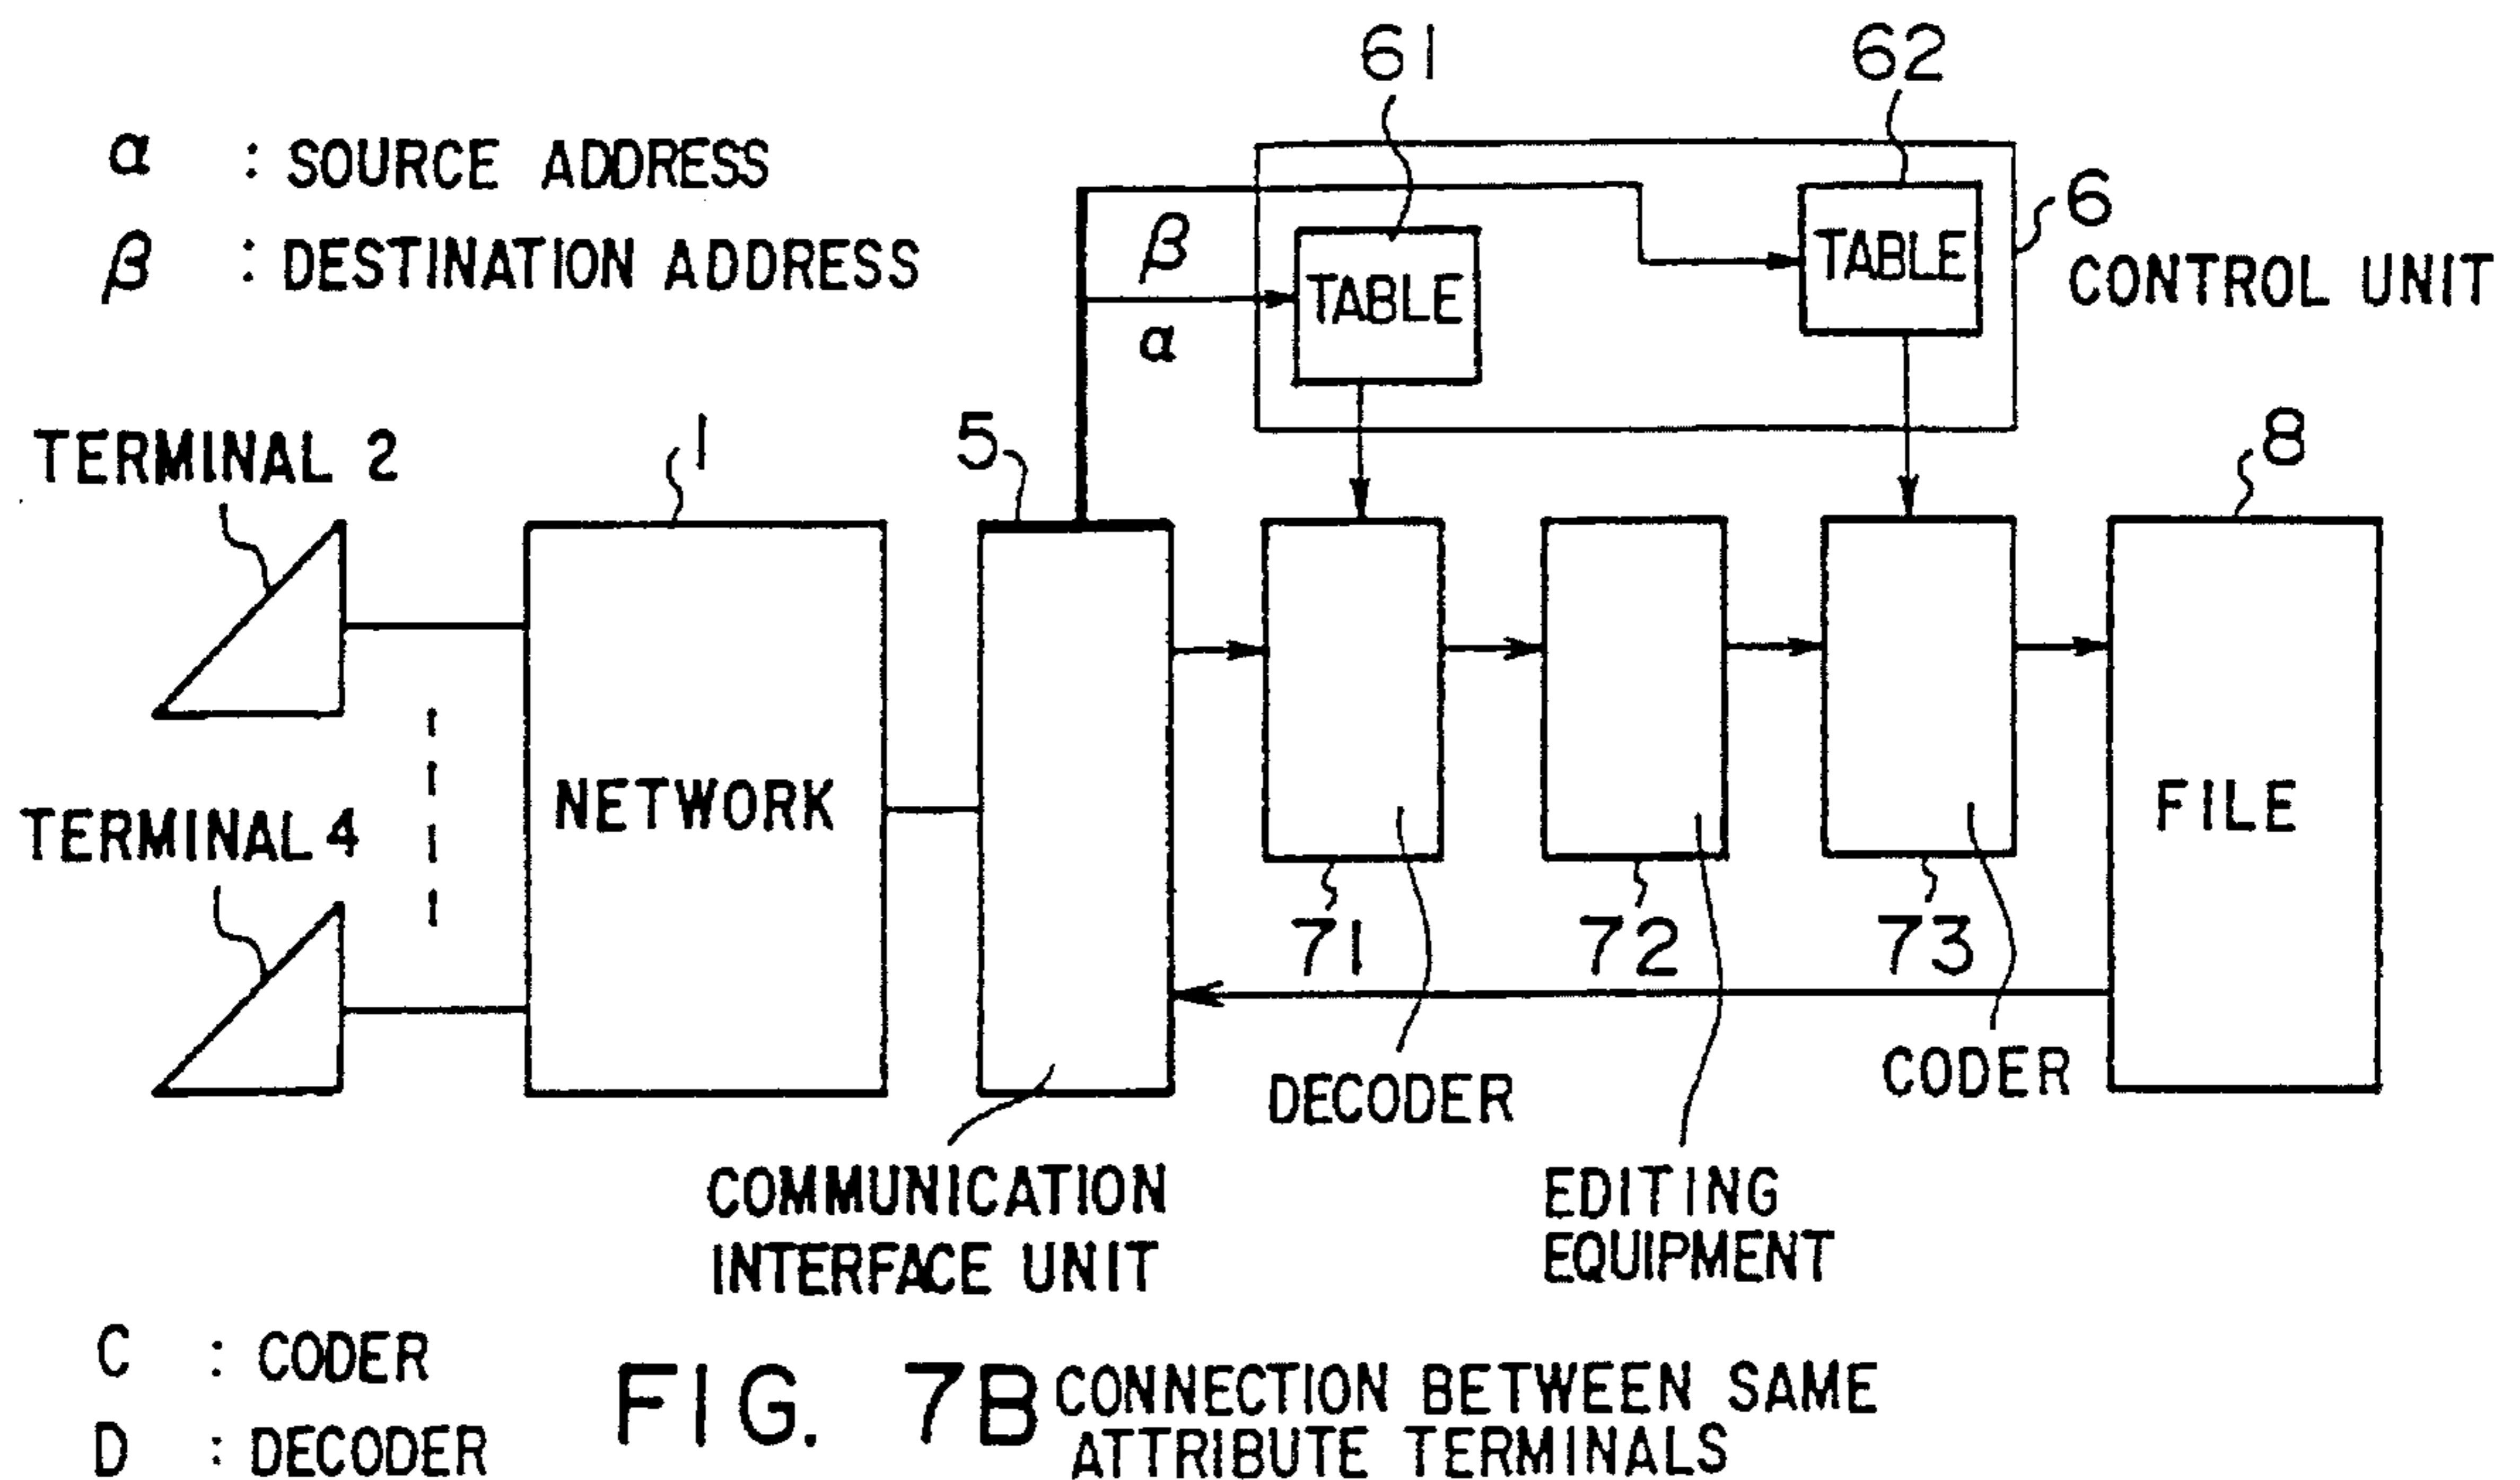 61
62
α : SOURCE ADDRESS
β : DESTINATION ADDRESS
β
α
TABLE
TABLE
6
CONTROL UNIT
TERMINAL 2
1
5
8
TERMINAL 4
NETWORK
FILE
71
72
73
DECODER
CODER
COMMUNICATION
INTERFACE UNIT
EDITING
EQUIPMENT
C : CODER
D : DECODER
FIG. 7B
CONNECTION BETWEEN SAME
ATTRIBUTE TERMINALS